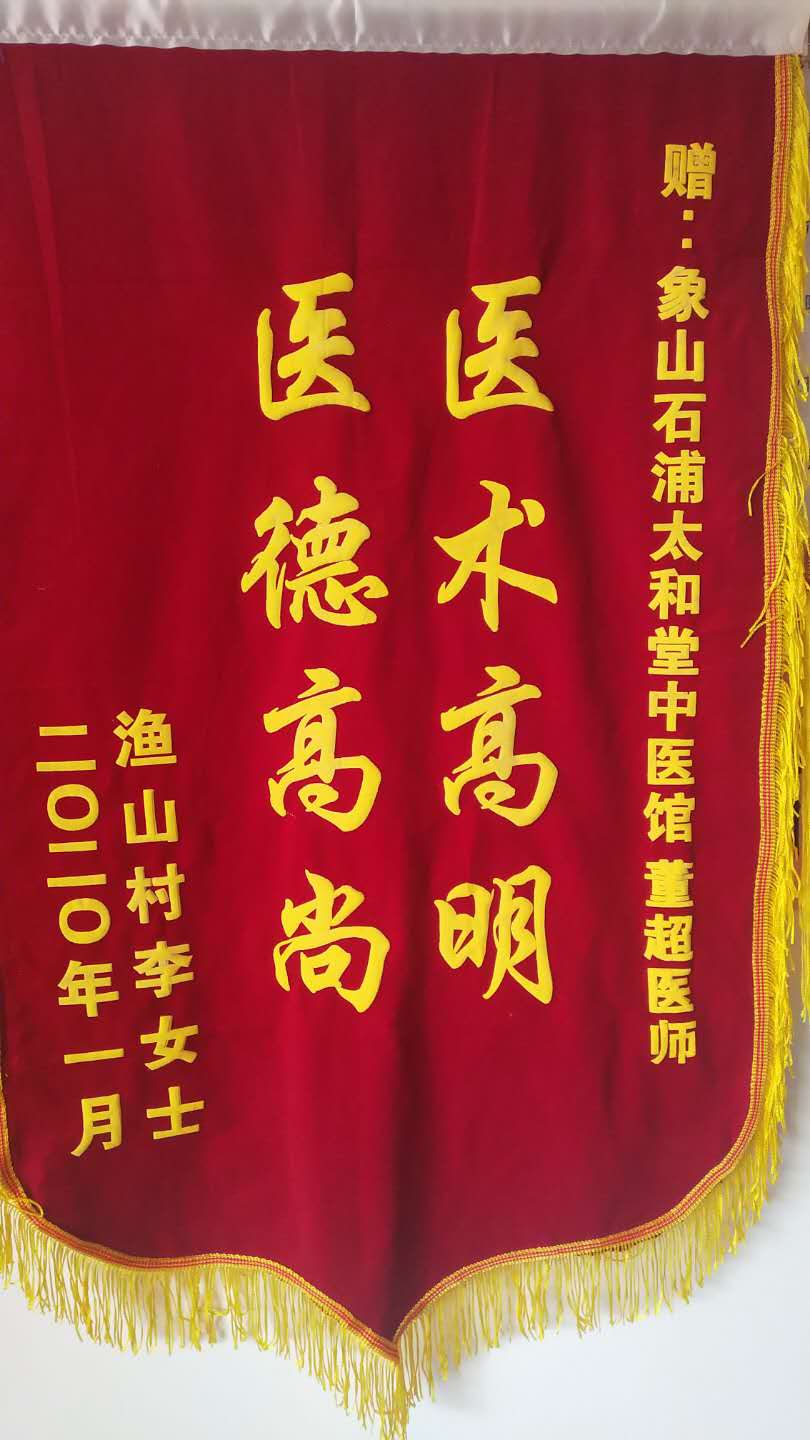 赠：象山石浦太和堂中医馆 董超医师
医术高明
医德高尚
渔山村李女士
二〇二〇年一月